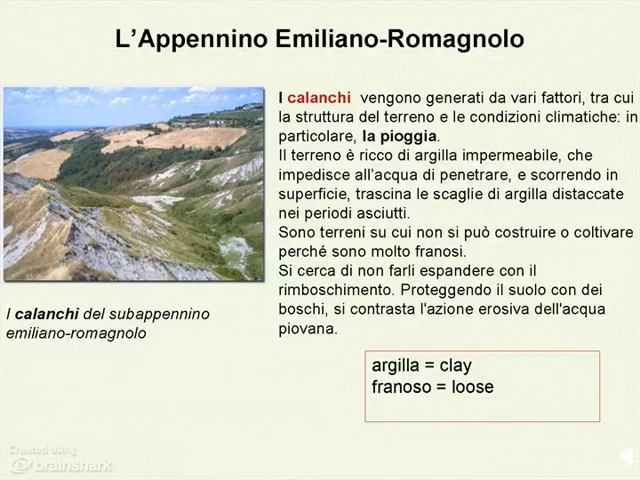 L’Appennino Emiliano-Romagnolo
I calanchi vengono generati da vari fattori, tra cui
la struttura del terreno e le condizioni climatiche: in
particolare, la pioggia.
Il terreno è ricco di argilla impermeabile, che
impedisce all’acqua di penetrare, e scorrendo in
superficie, trascina le scaglie di argilla distaccate
nei periodi asciutti.
Sono terreni su cui non si può costruire o coltivare
perché sono molto franosi.
Si cerca di non farli espandere con il
rimboschimento. Proteggendo il suolo con dei
boschi, si contrasta l'azione erosiva dell'acqua
piovana.
I calanchi del subappennino
emiliano-romagnolo
argilla = clay
franoso = loose
Created using
brainshark